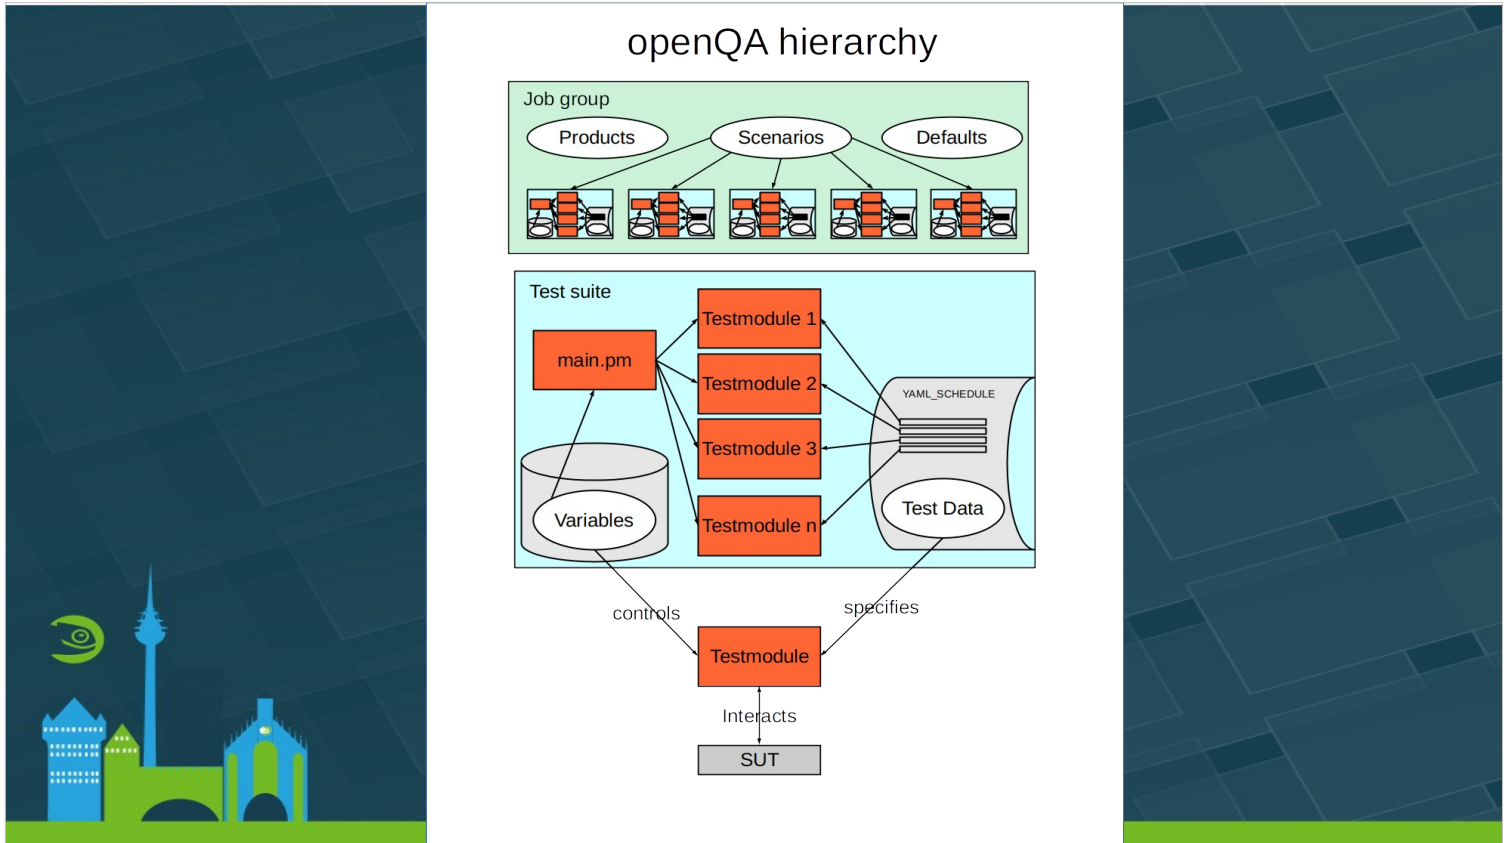 openQA hierarchy
Job group
Products
Scenarios
Defaults
Test suite
main.pm
Testmodule 1
Testmodule 2
Testmodule 3
Testmodule n
YAML_SCHEDULE
Variables
Test Data
controls
specifies
Testmodule
Interacts
SUT